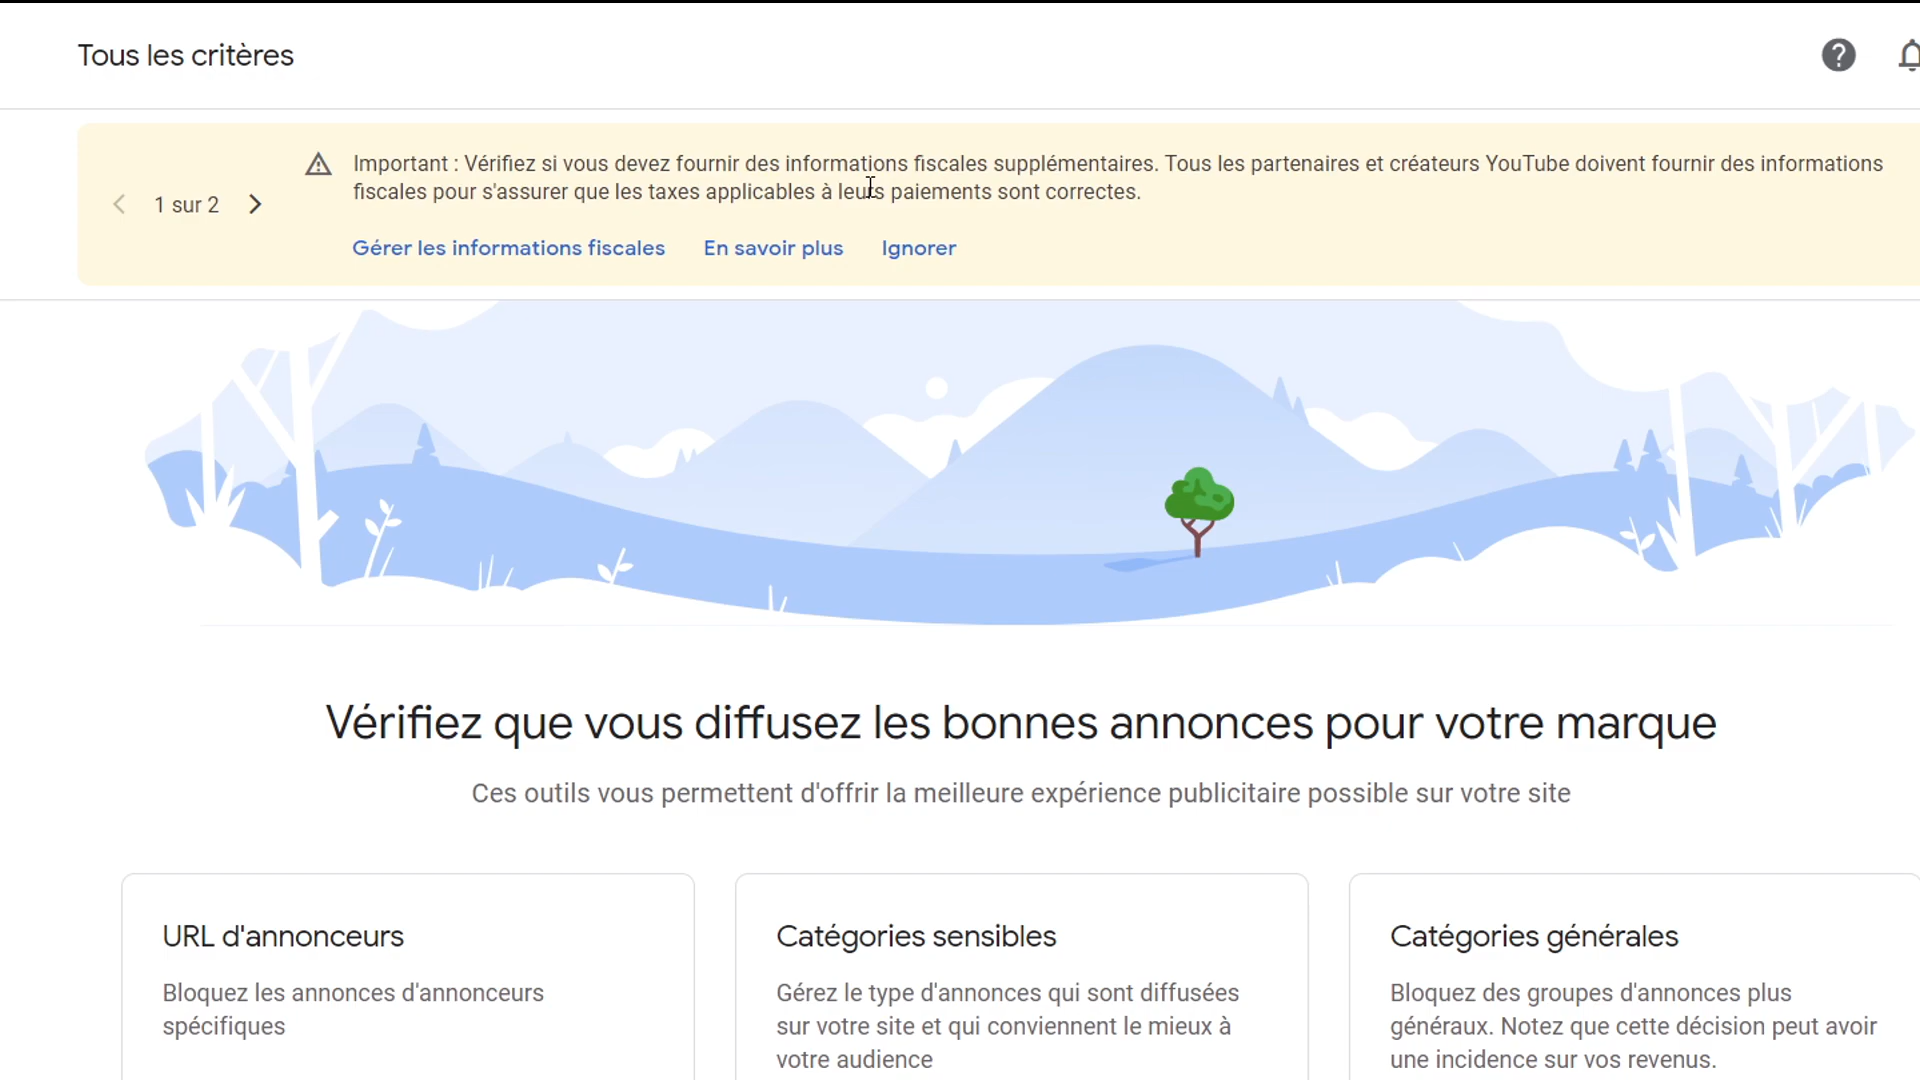 Tous les critères
Important : Vérifiez si vous devez fournir des informations fiscales supplémentaires. Tous les partenaires et créateurs YouTube doivent fournir des informations
fiscales pour s'assurer que les taxes applicables à leurs paiements sont correctes.
1 sur 2
Gérer les informations fiscales En savoir plus Ignorer
Vérifiez que vous diffusez les bonnes annonces pour votre marque
Ces outils vous permettent d'offrir la meilleure expérience publicitaire possible sur votre site
URL d'annonceurs
Bloquez les annonces d'annonceurs
spécifiques
Catégories sensibles
Gérez le type d'annonces qui sont diffusées
sur votre site et qui conviennent le mieux à
votre audience
Catégories générales
Bloquez des groupes d'annonces plus
généraux. Notez que cette décision peut avoir
une incidence sur vos revenus.